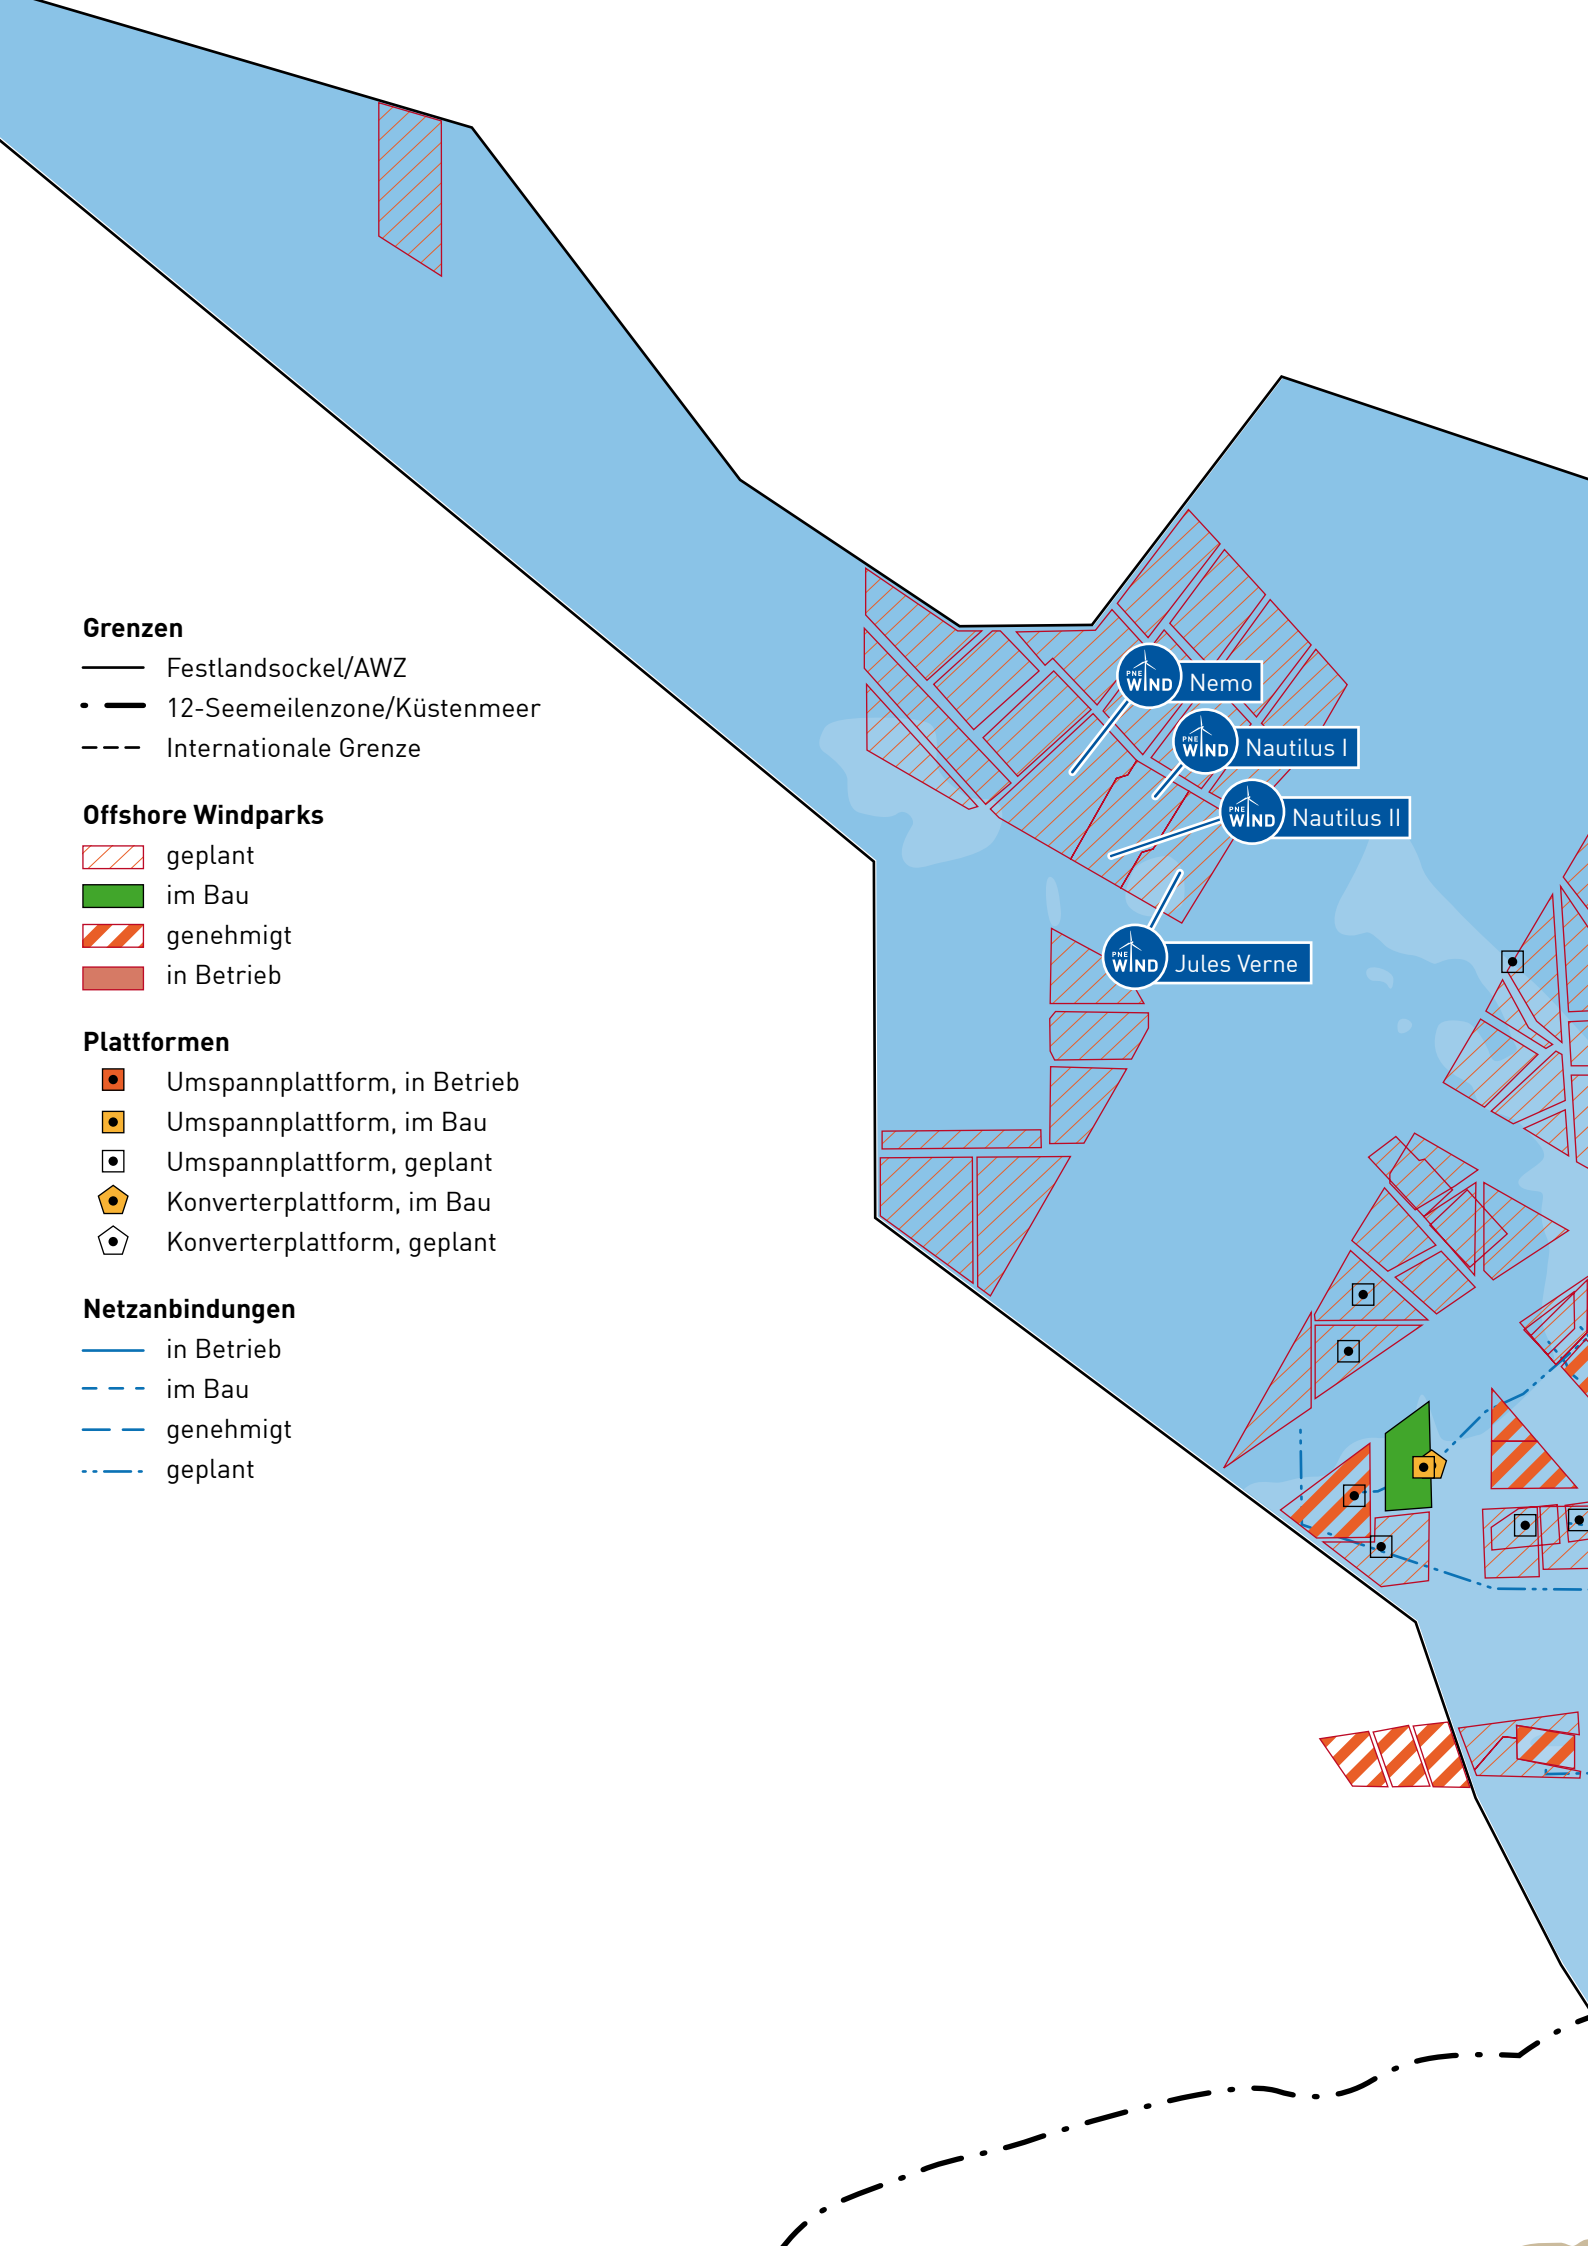 Grenzen
Festlandsockel/AWZ
12-Seemeilenzone/Küstenmeer
Internationale Grenze
Offshore Windparks
geplant
im Bau
genehmigt
in Betrieb
Plattformen
Umspannplattform, in Betrieb
Umspannplattform, im Bau
Umspannplattform, geplant
Konverterplattform, im Bau
Konverterplattform, geplant
Netzanbindungen
in Betrieb
im Bau
genehmigt
geplant
PNE
WIND Nemo
PNE
WIND Nautilus I
PNE
WIND Nautilus II
PNE
WIND Jules Verne